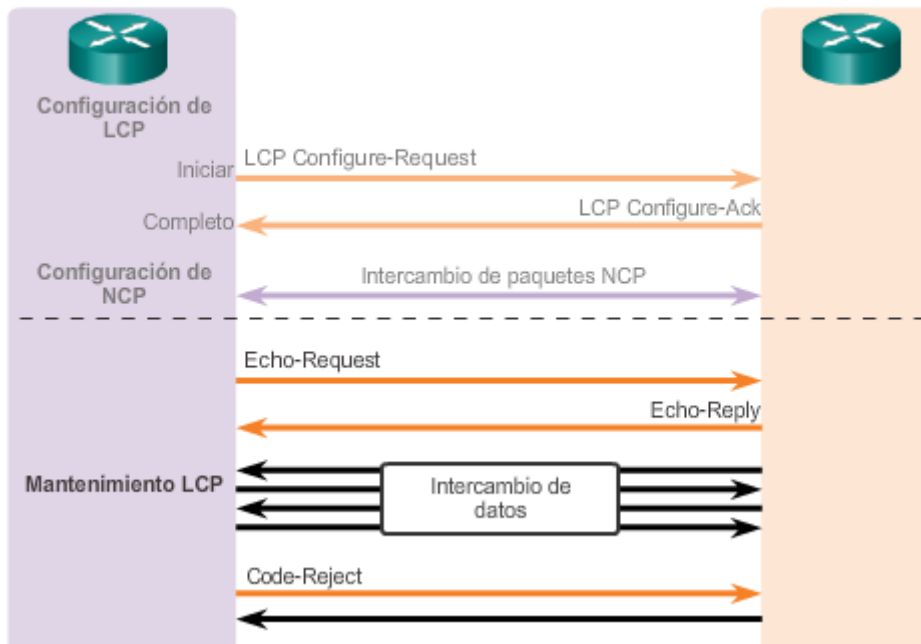 Configuración de
LCP
Iniciar
LCP Configure-Request
LCP Configure-Ack
Completo
Configuración de
NCP
Intercambio de paquetes NCP
Echo-Request
Echo-Reply
Mantenimiento LCP
Intercambio de
datos
Code-Reject